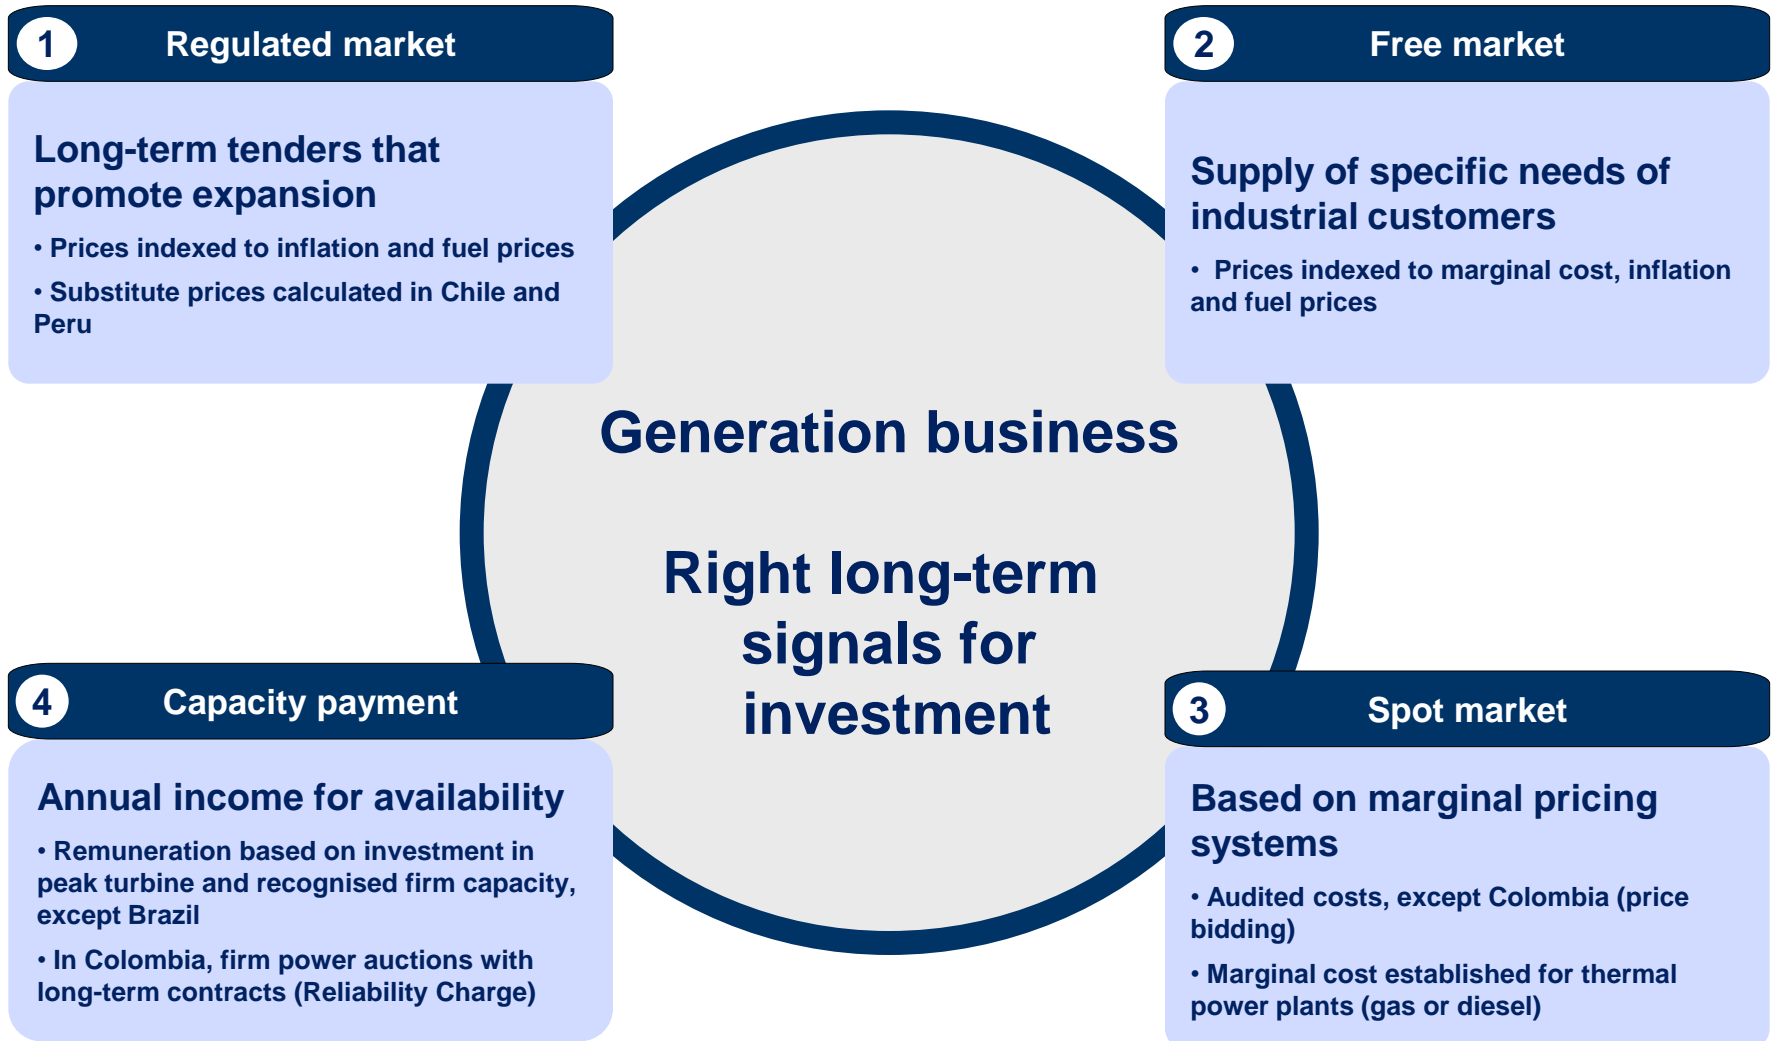 1
Regulated market
Long-term tenders that
promote expansion
• Prices indexed to inflation and fuel prices
• Substitute prices calculated in Chile and
Peru
2
Free market
Supply of specific needs of
industrial customers
• Prices indexed to marginal cost, inflation
and fuel prices
Generation business
Right long-term
signals for
investment
4
Capacity payment
Annual income for availability
• Remuneration based on investment in
peak turbine and recognised firm capacity,
except Brazil
• In Colombia, firm power auctions with
long-term contracts (Reliability Charge)
3
Spot market
Based on marginal pricing
systems
• Audited costs, except Colombia (price
bidding)
• Marginal cost established for thermal
power plants (gas or diesel)